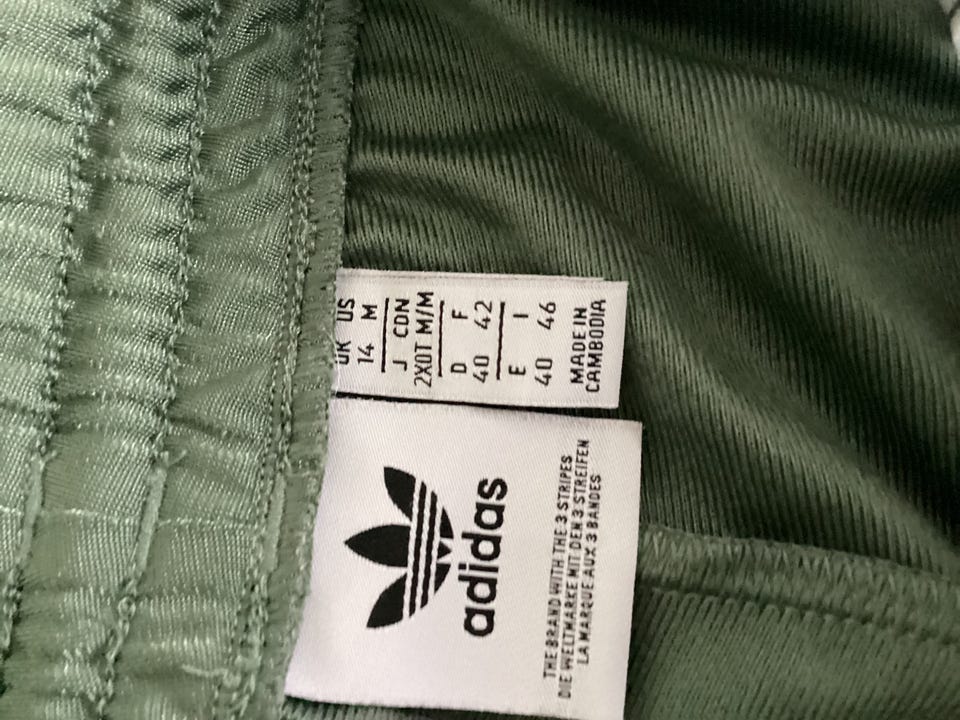 UK US
14 M
J CDN
2XOT M/M
D F
40 42
E I
40 46
MADE IN
CAMBODIA
adidas
THE BRAND WITH THE 3 STRIPES
DIE WELTMARKE MIT DEN 3 STREIFEN
LA MARQUE AUX 3 BANDES